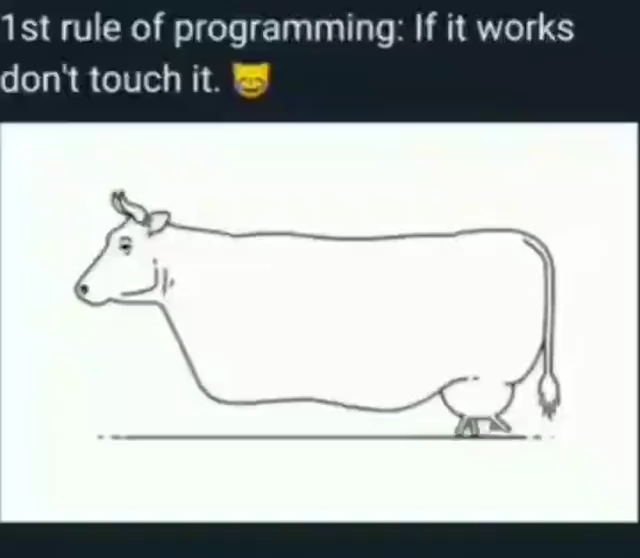 1st rule of programming: If it works
don't touch it. 😹